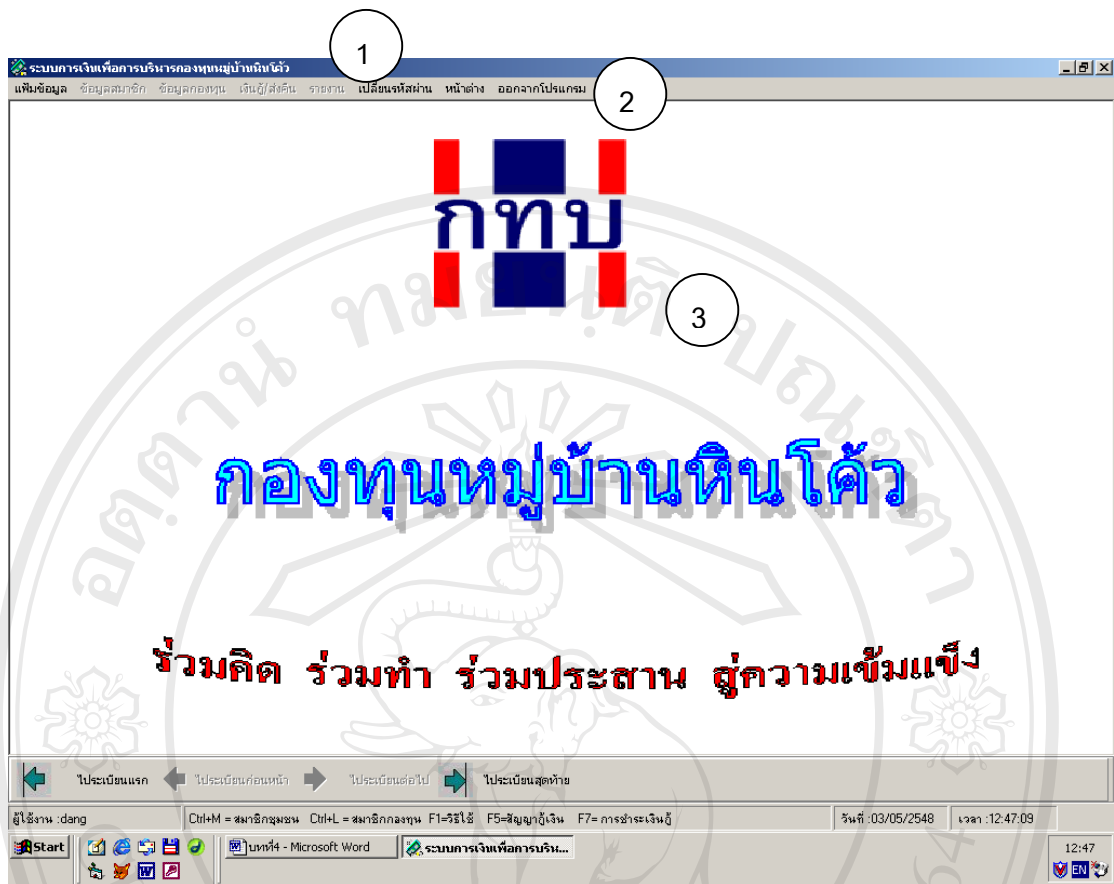 1
ระบบการเงินเพื่อการบริหารกองทุนหมู่บ้านหินโค้ว
แฟ้มข้อมูล ข้อมูลสมาชิก ข้อมูลกองทุน เงินกู้/ส่งคืน รายงาน เปลี่ยนรหัสผ่าน หน้าต่าง ออกจากโปรแกรม
2
กทบ
3
กองทุนหมู่บ้านหินโค้ว
ร่วมคิด ร่วมทำ ร่วมประสาน สู่ความเข้มแข็ง
ไประเบียนแรก ไประเบียนก่อนหน้า ไประเบียนต่อไป ไประเบียนสุดท้าย
ผู้ใช้งาน :dang Ctrl+M = สมาชิกชุมชน Ctrl+L = สมาชิกกองทุน F1=วิธีใช้ F5=สัญญากู้เงิน F7= การชำระเงินกู้ วันที่ :03/05/2548 เวลา :12:47:09
Start บทที่4 - Microsoft Word ระบบการเงินเพื่อการบริห... 12:47
EN